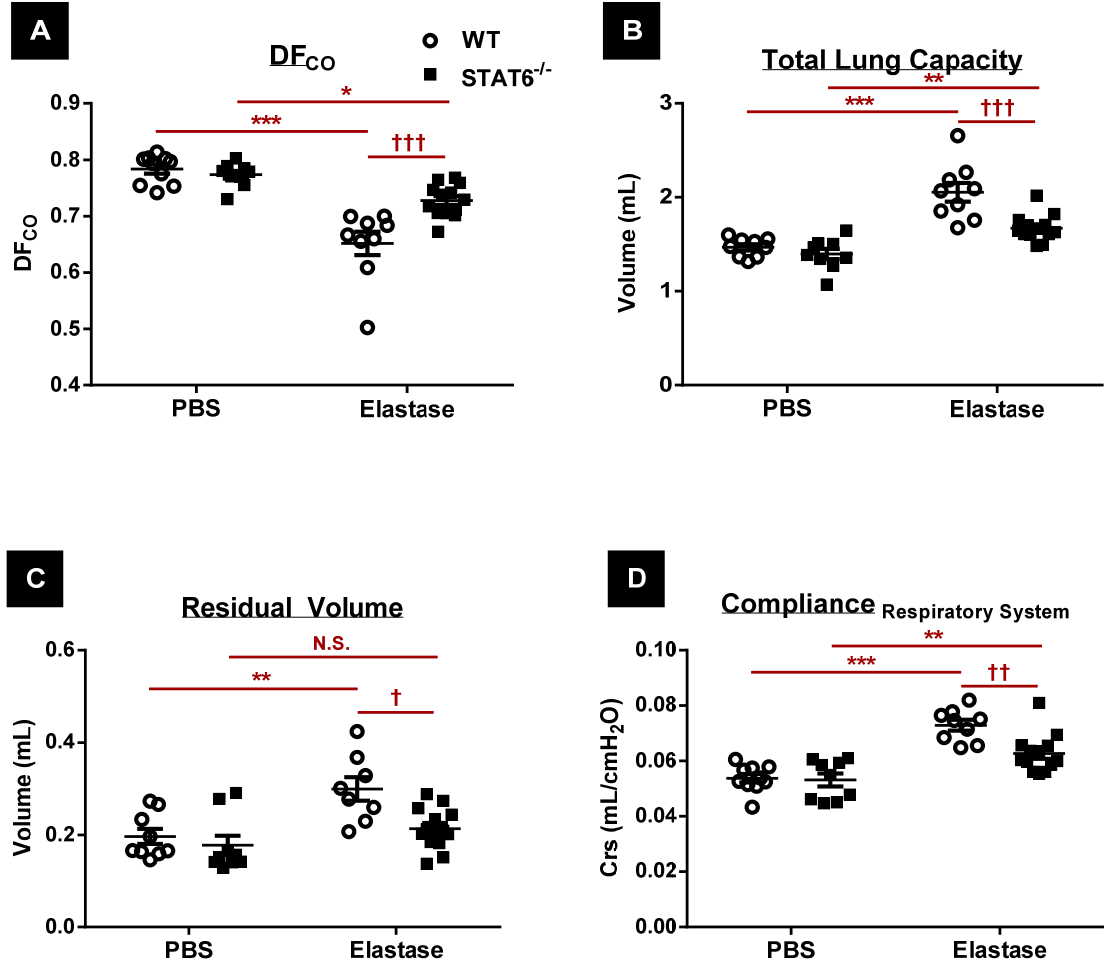 A
DF_CO
WT
STAT6^-/-
*
***
†††
0.9
0.8
0.7
0.6
0.5
0.4
DF_CO
PBS
Elastase
B
Total Lung Capacity
**
***
†††
3
2
1
0
Volume (mL)
PBS
Elastase
C
Residual Volume
N.S.
**
†
0.6
0.4
0.2
0.0
Volume (mL)
PBS
Elastase
D
Compliance Respiratory System
**
***
††
0.10
0.08
0.06
0.04
0.02
0.00
Crs (mL/cmH₂O)
PBS
Elastase